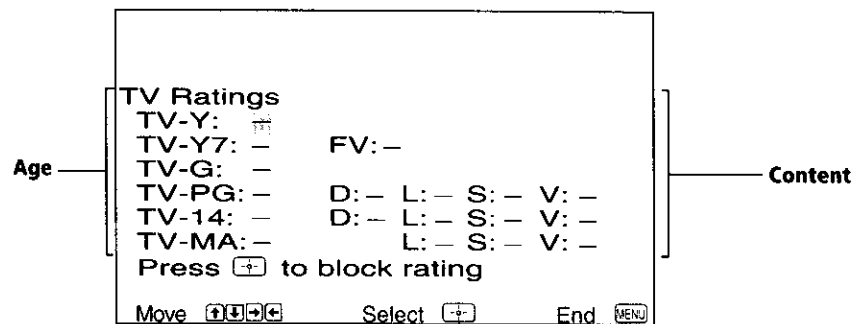 TV Ratings
TV-Y: –
TV-Y7: – FV: –
TV-G: –
TV-PG: – D: – L: – S: – V: –
TV-14: – D: – L: – S: – V: –
TV-MA: – L: – S: – V: –
Press to block rating
Move Select End MENU
Age
Content